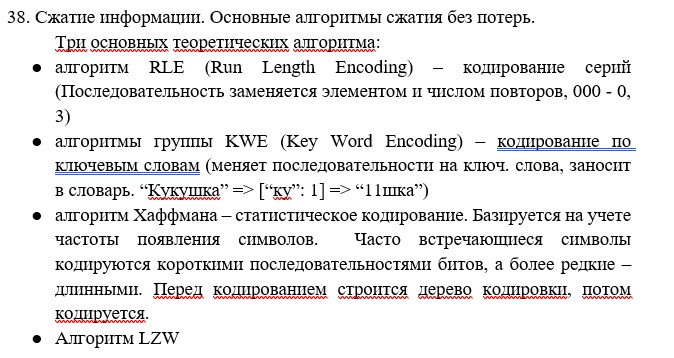 38. Сжатие информации. Основные алгоритмы сжатия без потерь.
Три основных теоретических алгоритма:
● алгоритм RLE (Run Length Encoding) – кодирование серий
(Последовательность заменяется элементом и числом повторов, 000 - 0,
3)
● алгоритмы группы KWE (Key Word Encoding) – кодирование по
ключевым словам (меняет последовательности на ключ. слова, заносит
в словарь. “Кукушка” => [“ку”: 1] => “11шка”)
● алгоритм Хаффмана – статистическое кодирование. Базируется на учете
частоты появления символов. Часто встречающиеся символы
кодируются короткими последовательностями битов, а более редкие –
длинными. Перед кодированием строится дерево кодировки, потом
кодируется.
● Алгоритм LZW